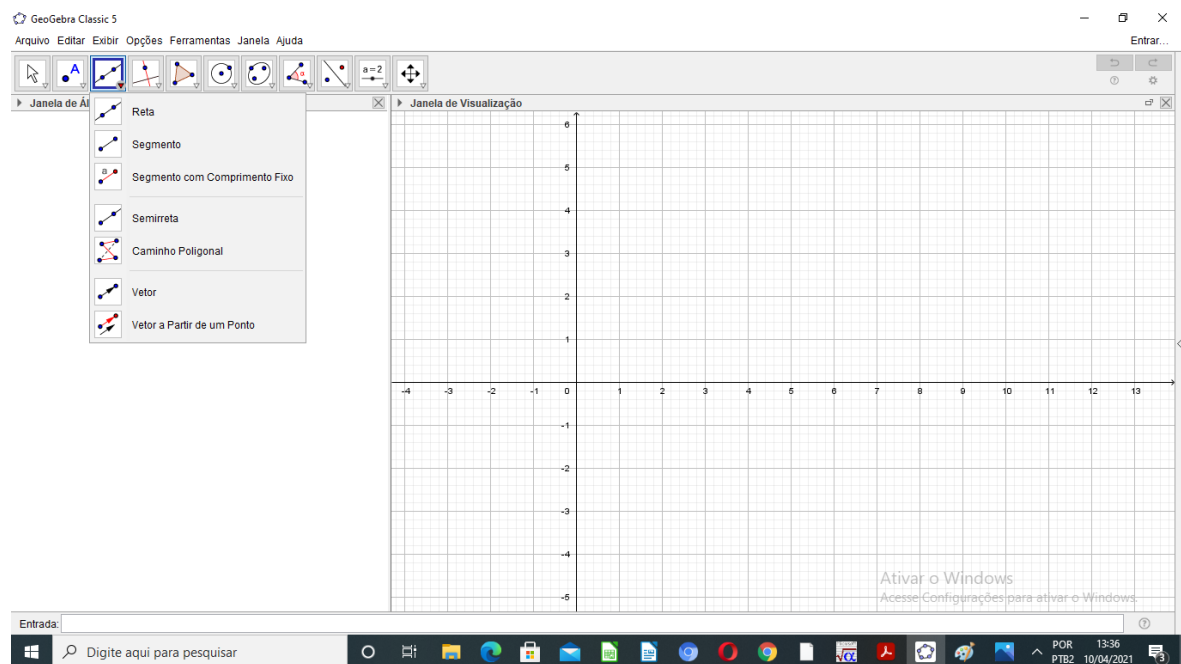 GeoGebra Classic 5
Arquivo Editar Exibir Opções Ferramentas Janela Ajuda
Entrar...
A
α
a = 2
Janela de Ál
Janela de Visualização
Reta
Segmento
a
Segmento com Comprimento Fixo
Semirreta
Caminho Poligonal
Vetor
Vetor a Partir de um Ponto
6
5
4
3
2
1
-4 -3 -2 -1 0 1 2 3 4 5 6 7 8 9 10 11 12 13
-1
-2
-3
-4
-5
Ativar o Windows
Acesse Configurações para ativar o Windows.
Entrada:
Digite aqui para pesquisar
√α
POR
PTB2
13:36
10/04/2021
3